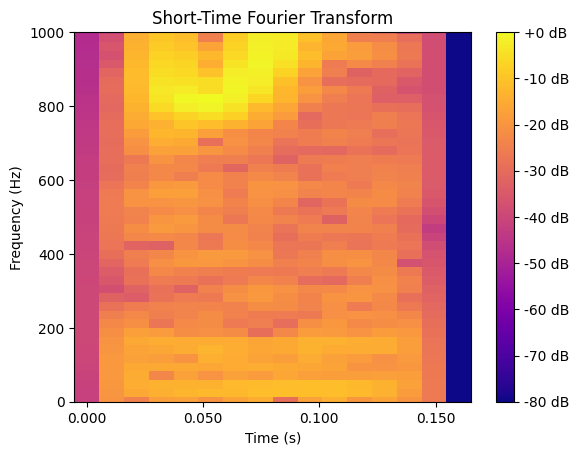 Short-Time Fourier Transform
1000
800
600
400
200
0
Frequency (Hz)
0.000
0.050
0.100
0.150
Time (s)
+0 dB
-10 dB
-20 dB
-30 dB
-40 dB
-50 dB
-60 dB
-70 dB
-80 dB